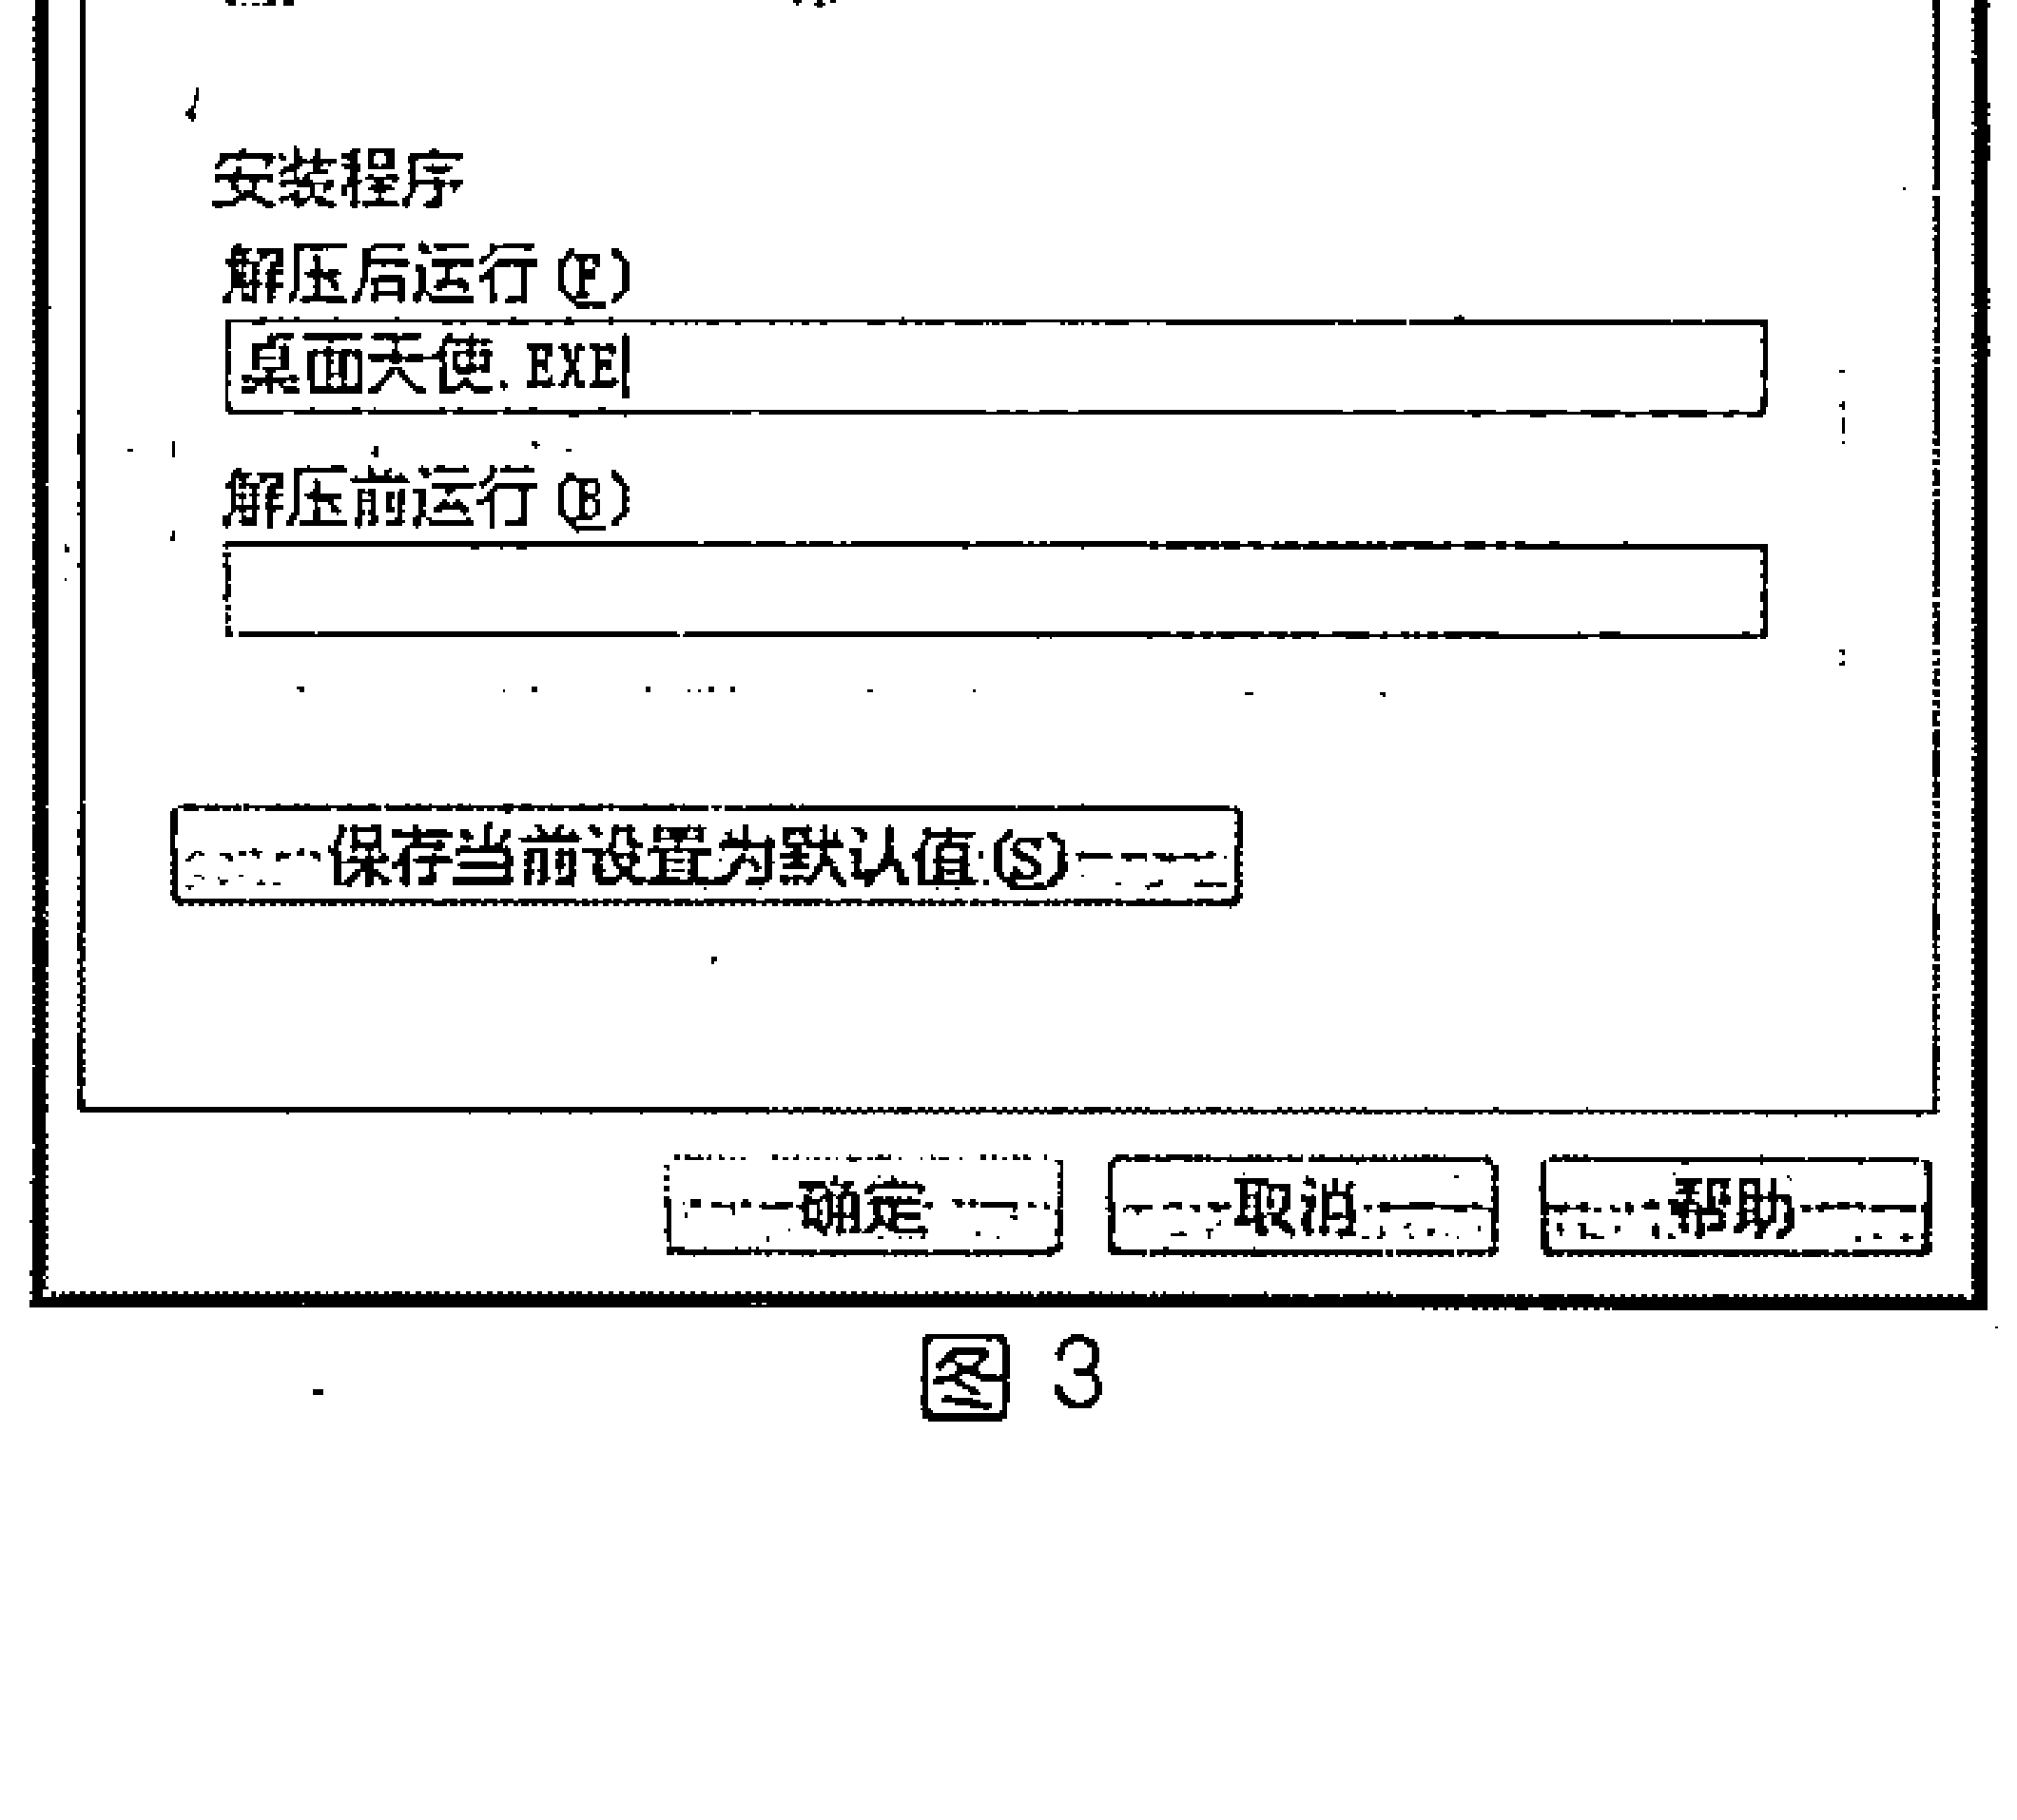 安装程序
解压后运行(F)
桌面天使.EXE
解压前运行(B)
保存当前设置为默认值(S)
确定 取消 帮助
图 3